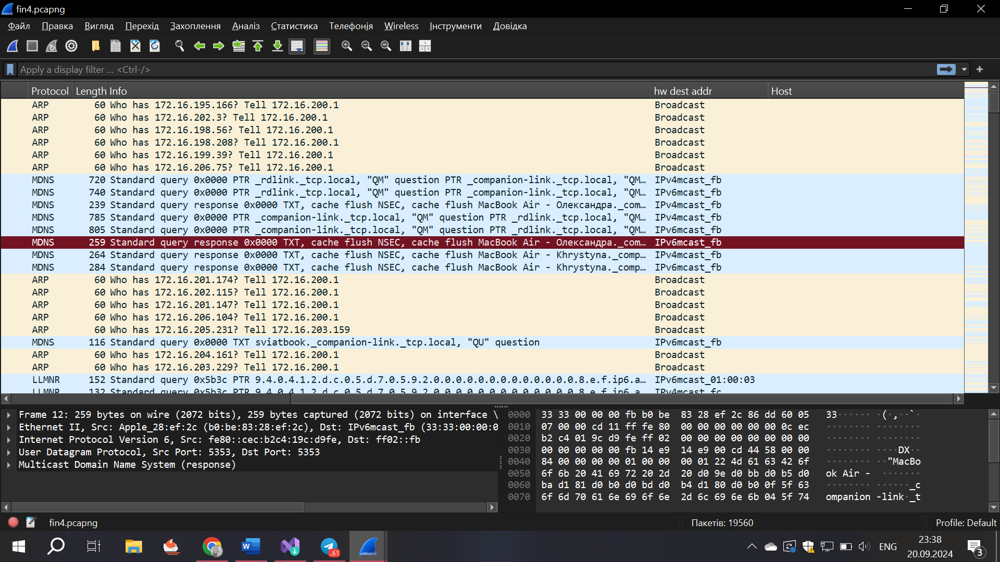 fin4.pcapng
Файл Правка Вигляд Перехід Захоплення Аналіз Статистика Телефонія Wireless Інструменти Довідка
Apply a display filter … <Ctrl-/>
Protocol Length Info hw dest addr Host
ARP 60 Who has 172.16.195.166? Tell 172.16.200.1 Broadcast
ARP 60 Who has 172.16.202.3? Tell 172.16.200.1 Broadcast
ARP 60 Who has 172.16.198.56? Tell 172.16.200.1 Broadcast
ARP 60 Who has 172.16.198.208? Tell 172.16.200.1 Broadcast
ARP 60 Who has 172.16.199.39? Tell 172.16.200.1 Broadcast
ARP 60 Who has 172.16.206.75? Tell 172.16.200.1 Broadcast
MDNS 720 Standard query 0x0000 PTR _rdlink._tcp.local, "QM" question PTR _companion-link._tcp.local, "QM… IPv4mcast_fb
MDNS 740 Standard query 0x0000 PTR _rdlink._tcp.local, "QM" question PTR _companion-link._tcp.local, "QM… IPv6mcast_fb
MDNS 239 Standard query response 0x0000 TXT, cache flush NSEC, cache flush MacBook Air - Олександра._com… IPv4mcast_fb
MDNS 785 Standard query 0x0000 PTR _companion-link._tcp.local, "QM" question PTR _rdlink._tcp.local, "QM… IPv4mcast_fb
MDNS 805 Standard query 0x0000 PTR _companion-link._tcp.local, "QM" question PTR _rdlink._tcp.local, "QM… IPv6mcast_fb
MDNS 259 Standard query response 0x0000 TXT, cache flush NSEC, cache flush MacBook Air - Олександра._com… IPv6mcast_fb
MDNS 264 Standard query response 0x0000 TXT, cache flush NSEC, cache flush MacBook Air - Khrystyna._comp… IPv4mcast_fb
MDNS 284 Standard query response 0x0000 TXT, cache flush NSEC, cache flush MacBook Air - Khrystyna._comp… IPv6mcast_fb
ARP 60 Who has 172.16.201.174? Tell 172.16.200.1 Broadcast
ARP 60 Who has 172.16.202.115? Tell 172.16.200.1 Broadcast
ARP 60 Who has 172.16.201.147? Tell 172.16.200.1 Broadcast
ARP 60 Who has 172.16.206.104? Tell 172.16.200.1 Broadcast
ARP 60 Who has 172.16.205.231? Tell 172.16.203.159 Broadcast
MDNS 116 Standard query 0x0000 TXT sviatbook._companion-link._tcp.local, "QU" question IPv6mcast_fb
ARP 60 Who has 172.16.204.161? Tell 172.16.200.1 Broadcast
ARP 60 Who has 172.16.203.229? Tell 172.16.200.1 Broadcast
LLMNR 152 Standard query 0x5b3c PTR 9.4.0.4.1.2.d.c.0.5.d.7.0.5.9.2.0.0.0.0.0.0.0.0.0.0.0.0.0.8.e.f.ip6.a… IPv6mcast_01:00:03
LLMNR 132 Standard query 0x5b3c PTR 9.4.0.4.1.2.d.c.0.5.d.7.0.5.9.2.0.0.0.0.0.0.0.0.0.0.0.0.0.8.e.f.ip6.a… IPv4mcast_fc
Frame 12: 259 bytes on wire (2072 bits), 259 bytes captured (2072 bits) on interface \
Ethernet II, Src: Apple_28:ef:2c (b0:be:83:28:ef:2c), Dst: IPv6mcast_fb (33:33:00:00:0
Internet Protocol Version 6, Src: fe80::cec:b2c4:19c:d9fe, Dst: ff02::fb
User Datagram Protocol, Src Port: 5353, Dst Port: 5353
Multicast Domain Name System (response)
0000 33 33 00 00 00 fb b0 be 83 28 ef 2c 86 dd 60 05 33······ ·(·,··`·
0010 07 00 00 cd 11 ff fe 80 00 00 00 00 00 00 0c ec ········ ········
0020 b2 c4 01 9c d9 fe ff 02 00 00 00 00 00 00 00 00 ········ ········
0030 00 00 00 00 00 fb 14 e9 14 e9 00 cd 44 58 00 00 ········ ····DX··
0040 84 00 00 00 00 01 00 00 00 01 22 4d 61 63 42 6f ········ ··"MacBo
0050 6f 6b 20 41 69 72 20 2d 20 d0 9e d0 bb d0 b5 d0 ok Air - ·······
0060 ba d1 81 d0 b0 d0 bd d0 b4 d1 80 d0 b0 0f 5f 63 ········ ······_c
0070 6f 6d 70 61 6e 69 6f 6e 2d 6c 69 6e 6b 04 5f 74 ompanion -link·_t
fin4.pcapng Пакетів: 19560 Profile: Default
..61
ENG
23:38
20.09.2024
3